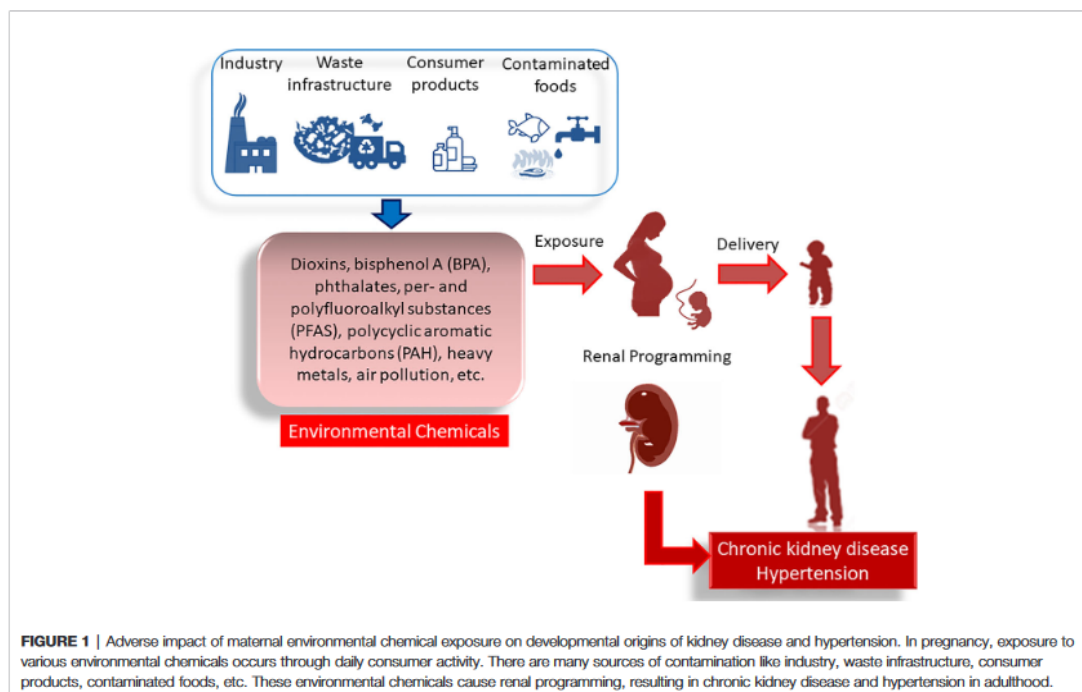 Industry
Waste
infrastructure
Consumer
products
Contaminated
foods
Dioxins, bisphenol A (BPA),
phthalates, per- and
polyfluoroalkyl substances
(PFAS), polycyclic aromatic
hydrocarbons (PAH), heavy
metals, air pollution, etc.
Environmental Chemicals
Exposure
Delivery
Renal Programming
Chronic kidney disease
Hypertension
FIGURE 1 | Adverse impact of maternal environmental chemical exposure on developmental origins of kidney disease and hypertension. In pregnancy, exposure to
various environmental chemicals occurs through daily consumer activity. There are many sources of contamination like industry, waste infrastructure, consumer
products, contaminated foods, etc. These environmental chemicals cause renal programming, resulting in chronic kidney disease and hypertension in adulthood.